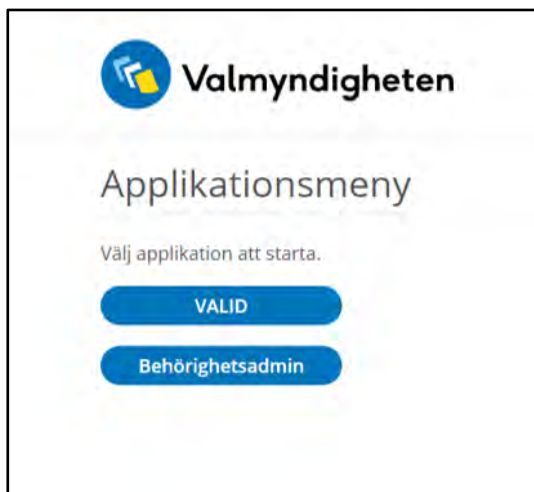 Valmyndigheten
Applikationsmeny
Välj applikation att starta.
VALID
Behörighetsadmin